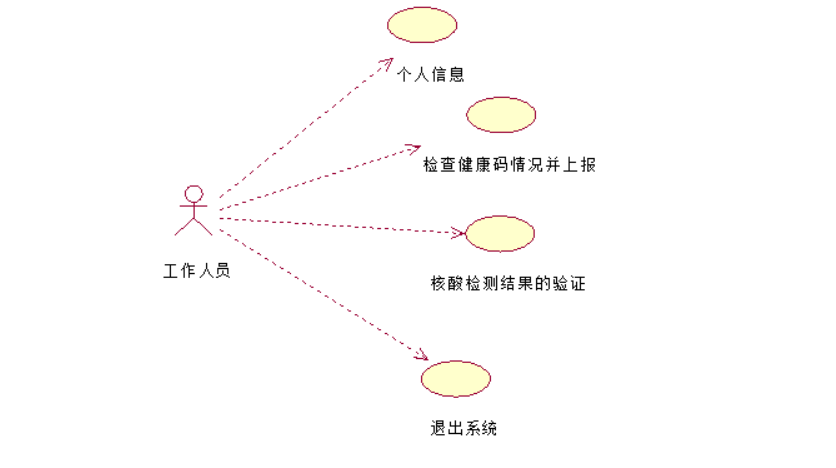 个人信息
检查健康码情况并上报
工作人员
核酸检测结果的验证
退出系统